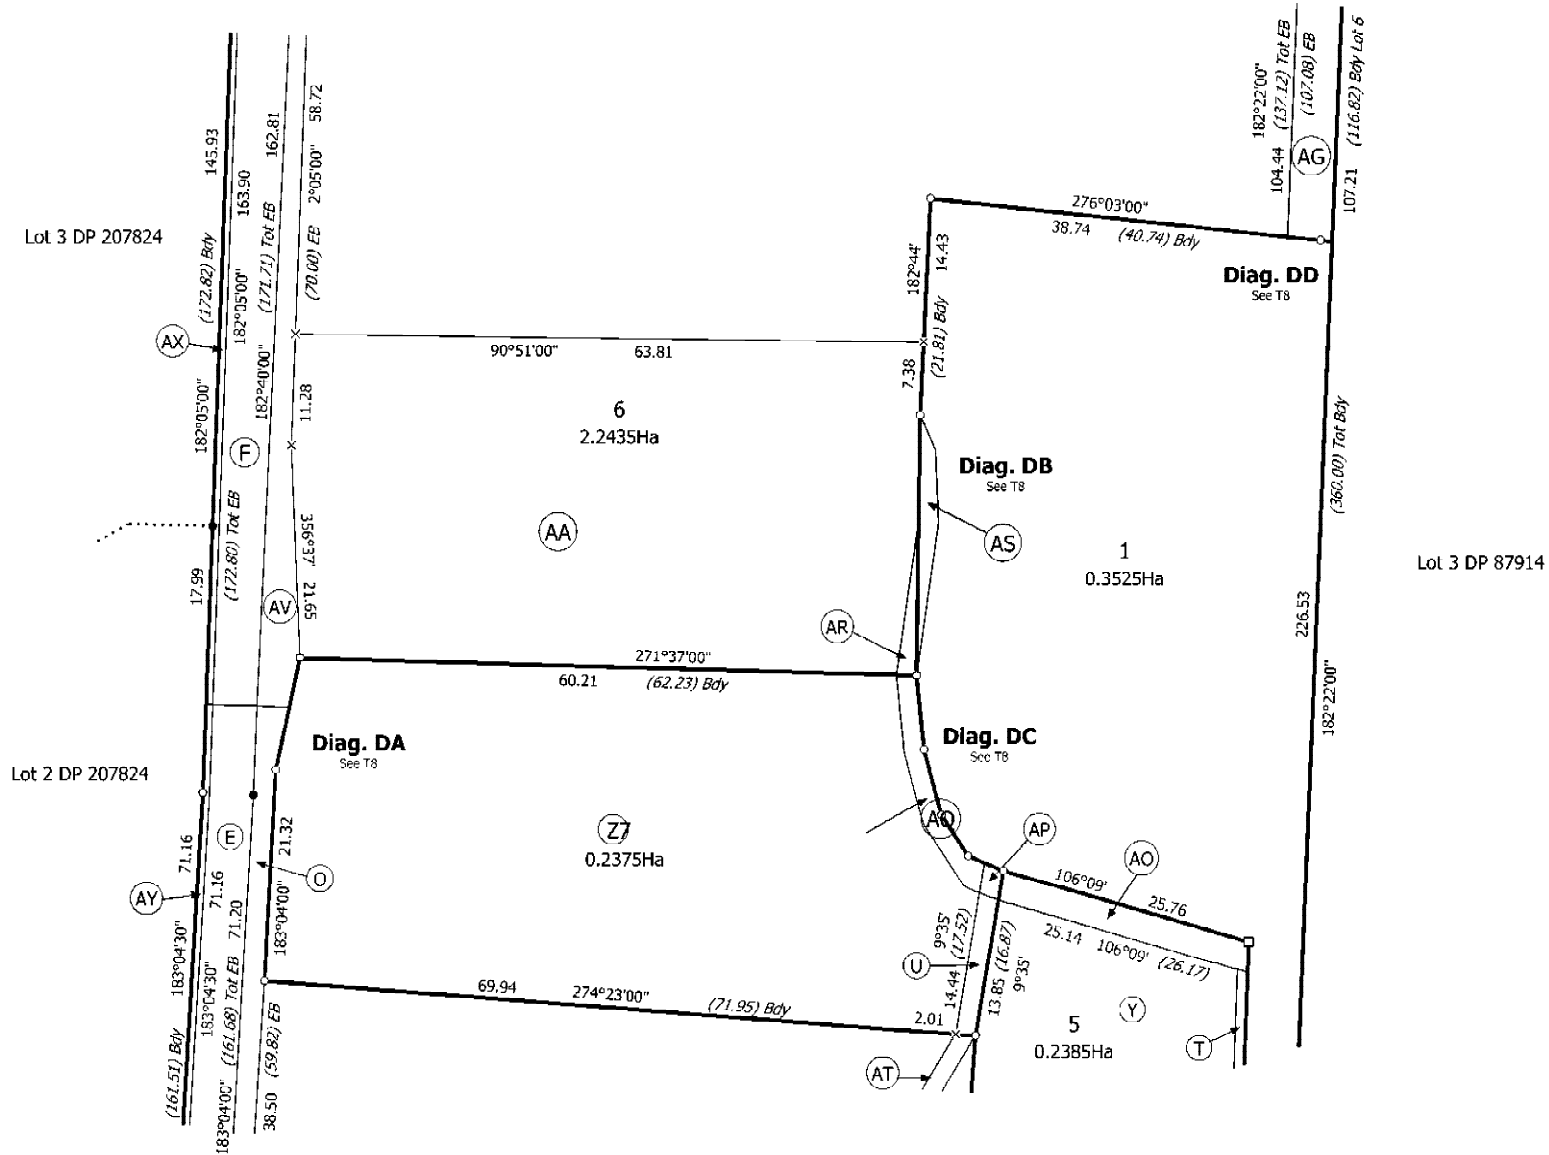 145.93
163.90
162.81
58.72
2°05'00"
(70.00) EB
(172.82) Bdy
182°05'00"
(171.71) Tot EB
182°40'00"
Lot 3 DP 207824
AX
182°05'00"
F
11.28
(172.80) Tot EB
356°37'
21.65
17.99
AV
182°22'00"
(137.12) Tot EB
(107.08) EB
(116.82) Bdy Lot 6
104.44
AG
107.21
276°03'00"
38.74
(40.74) Bdy
182°44'
14.43
(21.81) Bdy
7.38
Diag. DD
See T8
90°51'00"
63.81
6
2.2435Ha
Diag. DB
See T8
(360.00) Tot Bdy
AA
AS
1
0.3525Ha
Lot 3 DP 87914
226.53
182°22'00"
AR
271°37'00"
60.21
(62.23) Bdy
Diag. DA
See T8
Diag. DC
See T8
Lot 2 DP 207824
Z7
0.2375Ha
AQ
AP
AO
106°09'
25.76
E
O
21.32
183°04'00"
71.16
AY
71.16
71.20
183°04'30"
183°04'30"
(161.51) Bdy
(161.68) Tot EB
183°04'00"
(59.82) EB
38.50
69.94
274°23'00"
(71.95) Bdy
2.01
9°35'
(17.52)
14.44
U
(16.87)
13.85
9°35'
25.14
106°09'
(26.17)
Y
5
0.2385Ha
T
AT